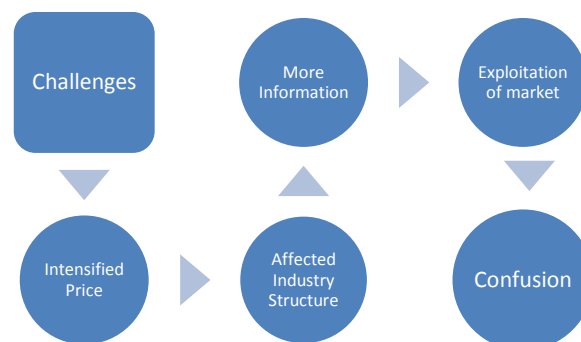 Challenges
Intensified
Price
Affected
Industry
Structure
More
Information
Exploitation
of market
Confusion